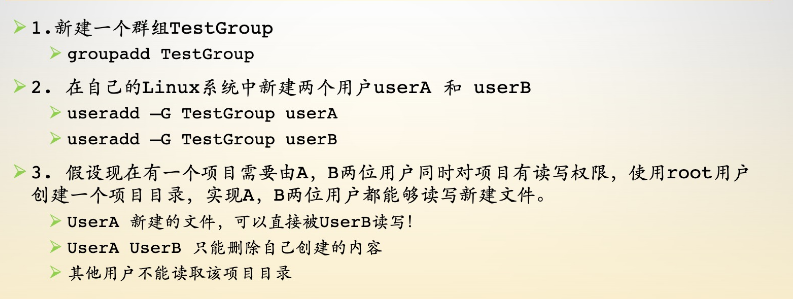 1.新建一个群组TestGroup
groupadd TestGroup
2. 在自己的Linux系统中新建两个用户userA 和 userB
useradd –G TestGroup userA
useradd –G TestGroup userB
3. 假设现在有一个项目需要由A，B两位用户同时对项目有读写权限，使用root用户
创建一个项目目录，实现A，B两位用户都能够读写新建文件。
UserA 新建的文件，可以直接被UserB读写！
UserA UserB 只能删除自己创建的内容
其他用户不能读取该项目目录